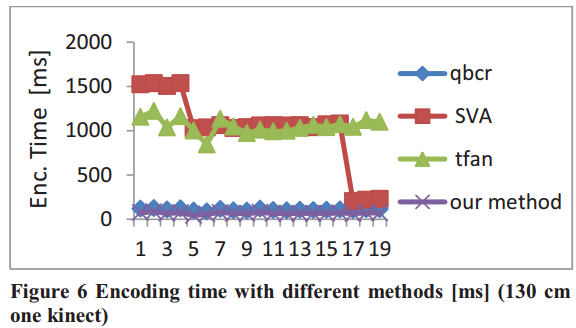 2000
1500
1000
500
0
Enc. Time [ms]
1 3 5 7 9 11 13 15 17 19
qbcr
SVA
tfan
our method
Figure 6 Encoding time with different methods [ms] (130 cm
one kinect)